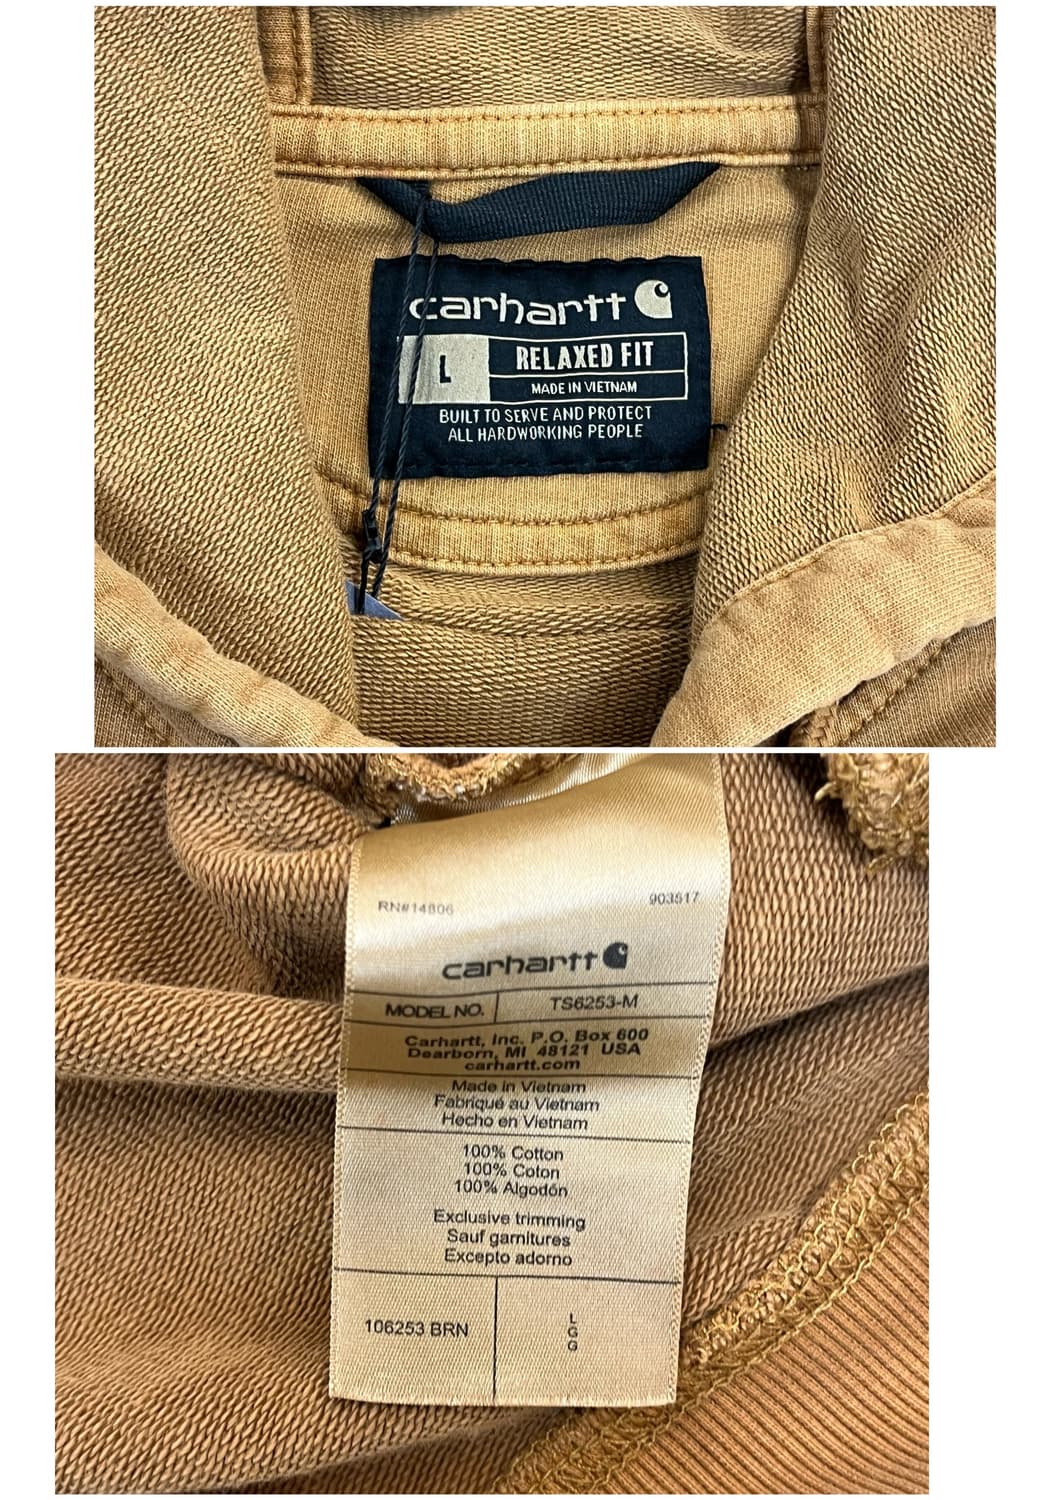 carhartt
L RELAXED FIT
MADE IN VIETNAM
BUILT TO SERVE AND PROTECT
ALL HARDWORKING PEOPLE
RN#14806 903517
carhartt
MODEL NO. TS6253-M
Carhartt, Inc. P.O. Box 600
Dearborn, MI 48121 USA
carhartt.com
Made in Vietnam
Fabriqué au Vietnam
Hecho en Vietnam
100% Cotton
100% Coton
100% Algodón
Exclusive trimming
Sauf garnitures
Excepto adorno
106253 BRN
L
G
G